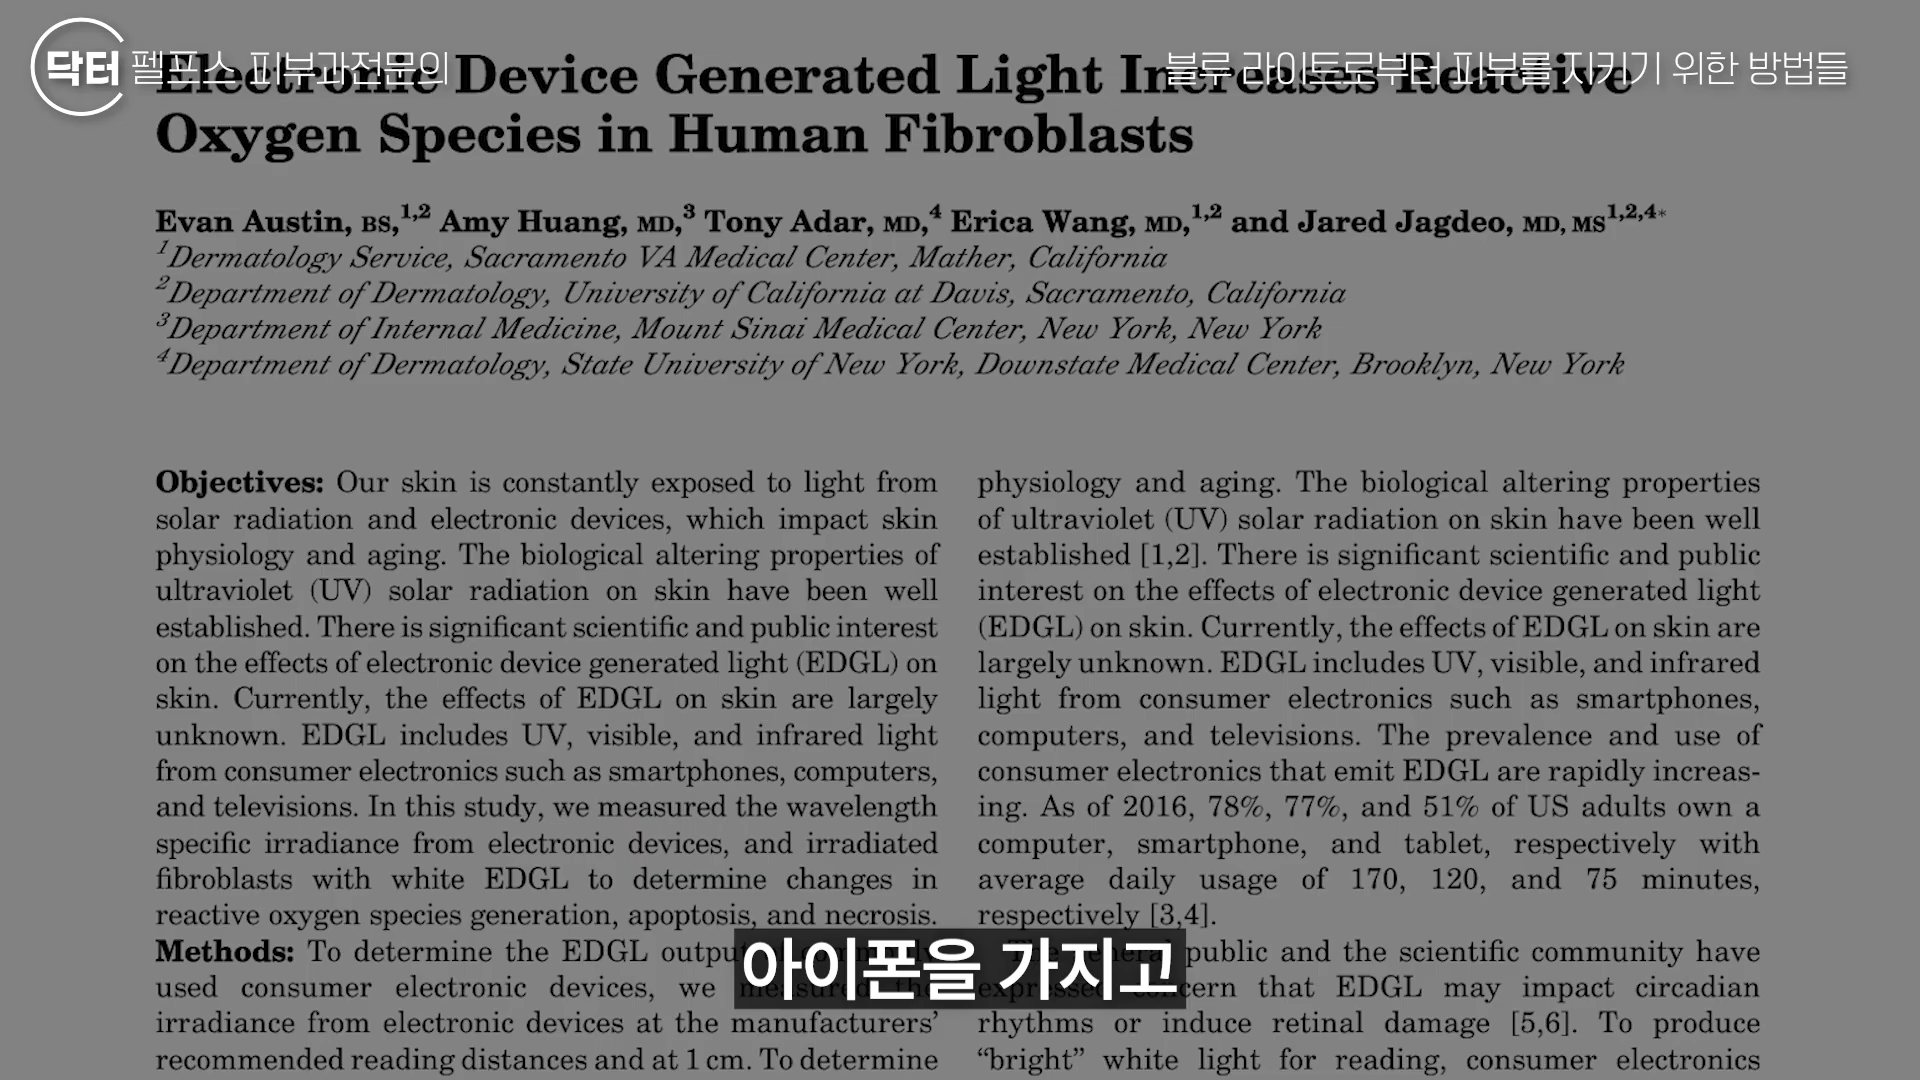 닥터 펠프스 피부과전문의
블루 라이트로부터 피부를 지키기 위한 방법들
Electronic Device Generated Light Increases Reactive
Oxygen Species in Human Fibroblasts
Evan Austin, BS,1,2 Amy Huang, MD,3 Tony Adar, MD,4 Erica Wang, MD,1,2 and Jared Jagdeo, MD, MS1,2,4*
1Dermatology Service, Sacramento VA Medical Center, Mather, California
2Department of Dermatology, University of California at Davis, Sacramento, California
3Department of Internal Medicine, Mount Sinai Medical Center, New York, New York
4Department of Dermatology, State University of New York, Downstate Medical Center, Brooklyn, New York
Objectives: Our skin is constantly exposed to light from
solar radiation and electronic devices, which impact skin
physiology and aging. The biological altering properties of
ultraviolet (UV) solar radiation on skin have been well
established. There is significant scientific and public interest
on the effects of electronic device generated light (EDGL) on
skin. Currently, the effects of EDGL on skin are largely
unknown. EDGL includes UV, visible, and infrared light
from consumer electronics such as smartphones, computers,
and televisions. In this study, we measured the wavelength
specific irradiance from electronic devices, and irradiated
fibroblasts with white EDGL to determine changes in
reactive oxygen species generation, apoptosis, and necrosis.
Methods: To determine the EDGL output
used consumer electronic devices, we measured the
irradiance from electronic devices at the manufacturers'
recommended reading distances and at 1 cm. To determine
physiology and aging. The biological altering properties
of ultraviolet (UV) solar radiation on skin have been well
established [1,2]. There is significant scientific and public
interest on the effects of electronic device generated light
(EDGL) on skin. Currently, the effects of EDGL on skin are
largely unknown. EDGL includes UV, visible, and infrared
light from consumer electronics such as smartphones,
computers, and televisions. The prevalence and use of
consumer electronics that emit EDGL are rapidly increas-
ing. As of 2016, 78%, 77%, and 51% of US adults own a
computer, smartphone, and tablet, respectively with
average daily usage of 170, 120, and 75 minutes,
respectively [3,4].
The general public and the scientific community have
expressed concern that EDGL may impact circadian
rhythms or induce retinal damage [5,6]. To produce
"bright" white light for reading, consumer electronics
아이폰을 가지고